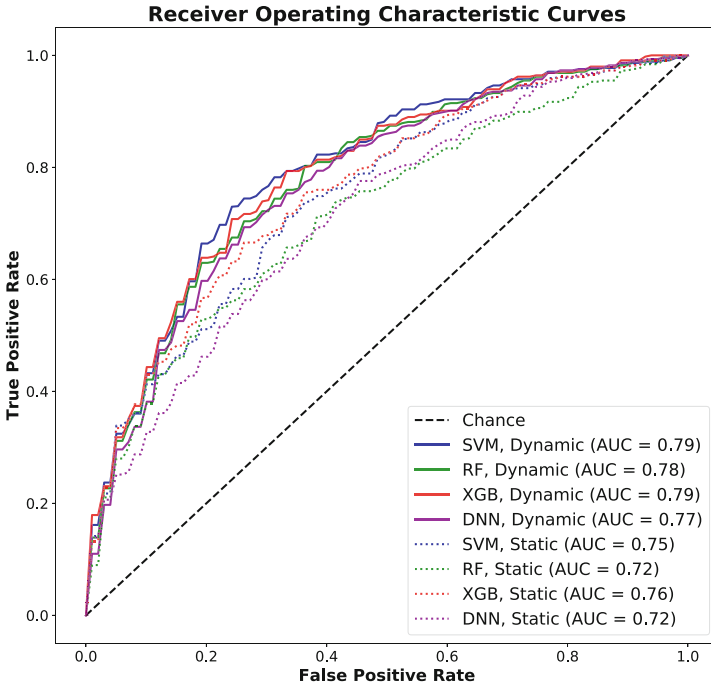 Receiver Operating Characteristic Curves
1.0
0.8
0.6
0.4
0.2
0.0
True Positive Rate
Chance
SVM, Dynamic (AUC = 0.79)
RF, Dynamic (AUC = 0.78)
XGB, Dynamic (AUC = 0.79)
DNN, Dynamic (AUC = 0.77)
SVM, Static (AUC = 0.75)
RF, Static (AUC = 0.72)
XGB, Static (AUC = 0.76)
DNN, Static (AUC = 0.72)
0.0 0.2 0.4 0.6 0.8 1.0
False Positive Rate